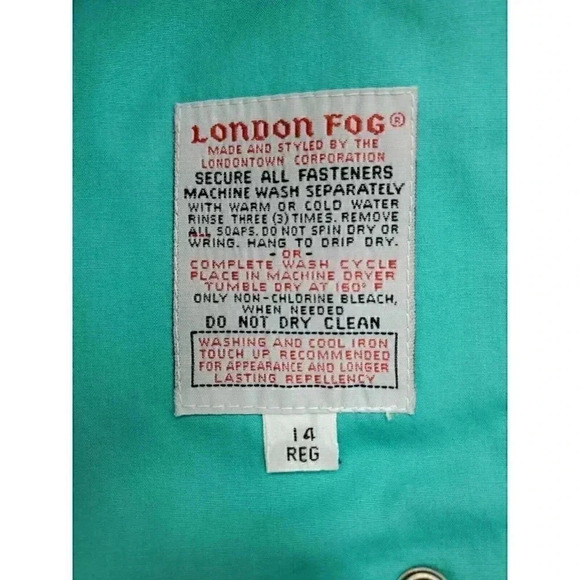 LONDON FOG®
MADE AND STYLED BY THE
LONDONTOWN CORPORATION
SECURE ALL FASTENERS
MACHINE WASH SEPARATELY
WITH WARM OR COLD WATER
RINSE THREE (3) TIMES. REMOVE
ALL SOAPS. DO NOT SPIN DRY OR
WRING. HANG TO DRIP DRY.
-OR-
COMPLETE WASH CYCLE
PLACE IN MACHINE DRYER
TUMBLE DRY AT 160° F
ONLY NON-CHLORINE BLEACH,
WHEN NEEDED
DO NOT DRY CLEAN
WASHING AND COOL IRON
TOUCH UP RECOMMENDED
FOR APPEARANCE AND LONGER
LASTING REPELLENCY
14
REG